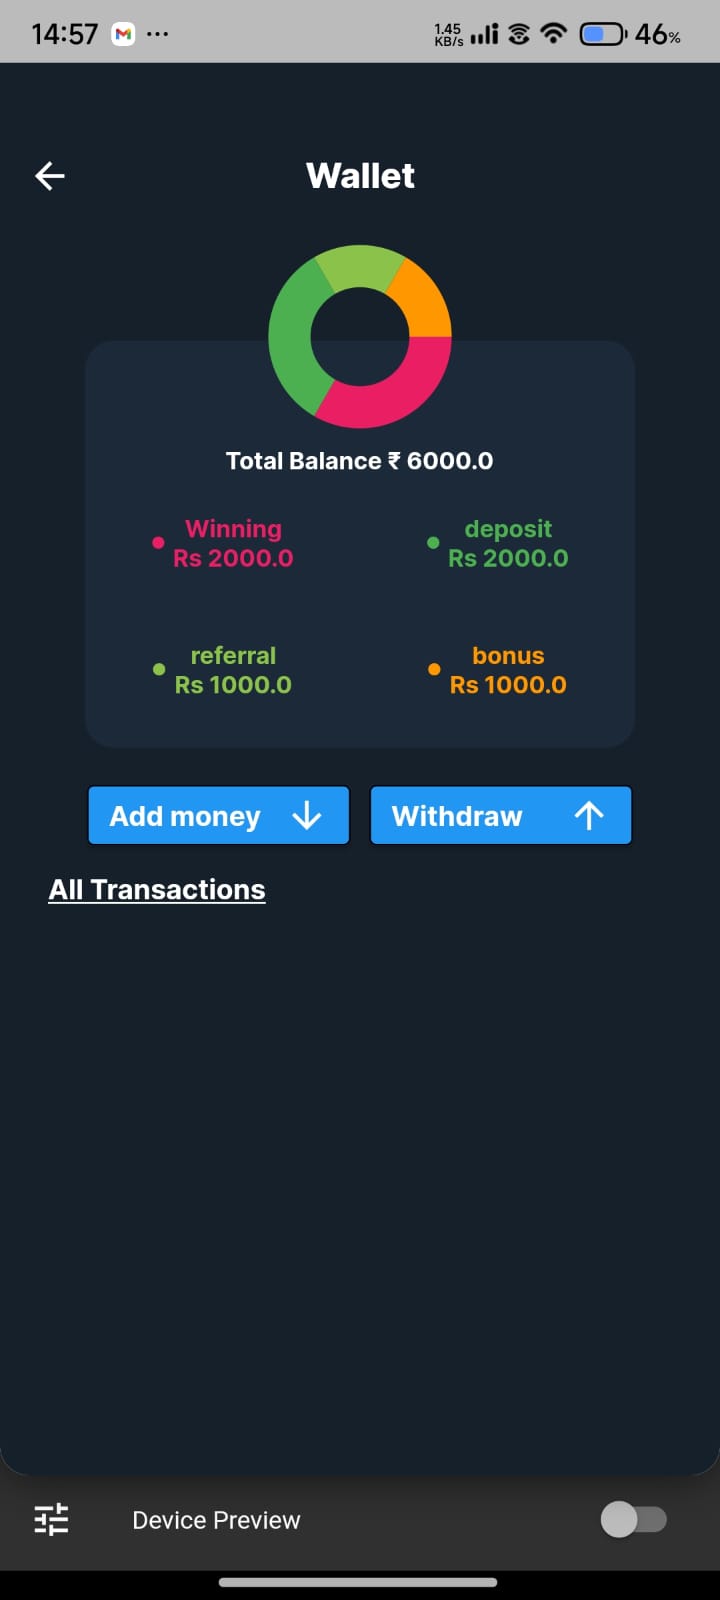 14:57
1.45 KB/s
46%
Wallet
Total Balance ₹ 6000.0
Winning
Rs 2000.0
deposit
Rs 2000.0
referral
Rs 1000.0
bonus
Rs 1000.0
Add money
Withdraw
All Transactions
Device Preview